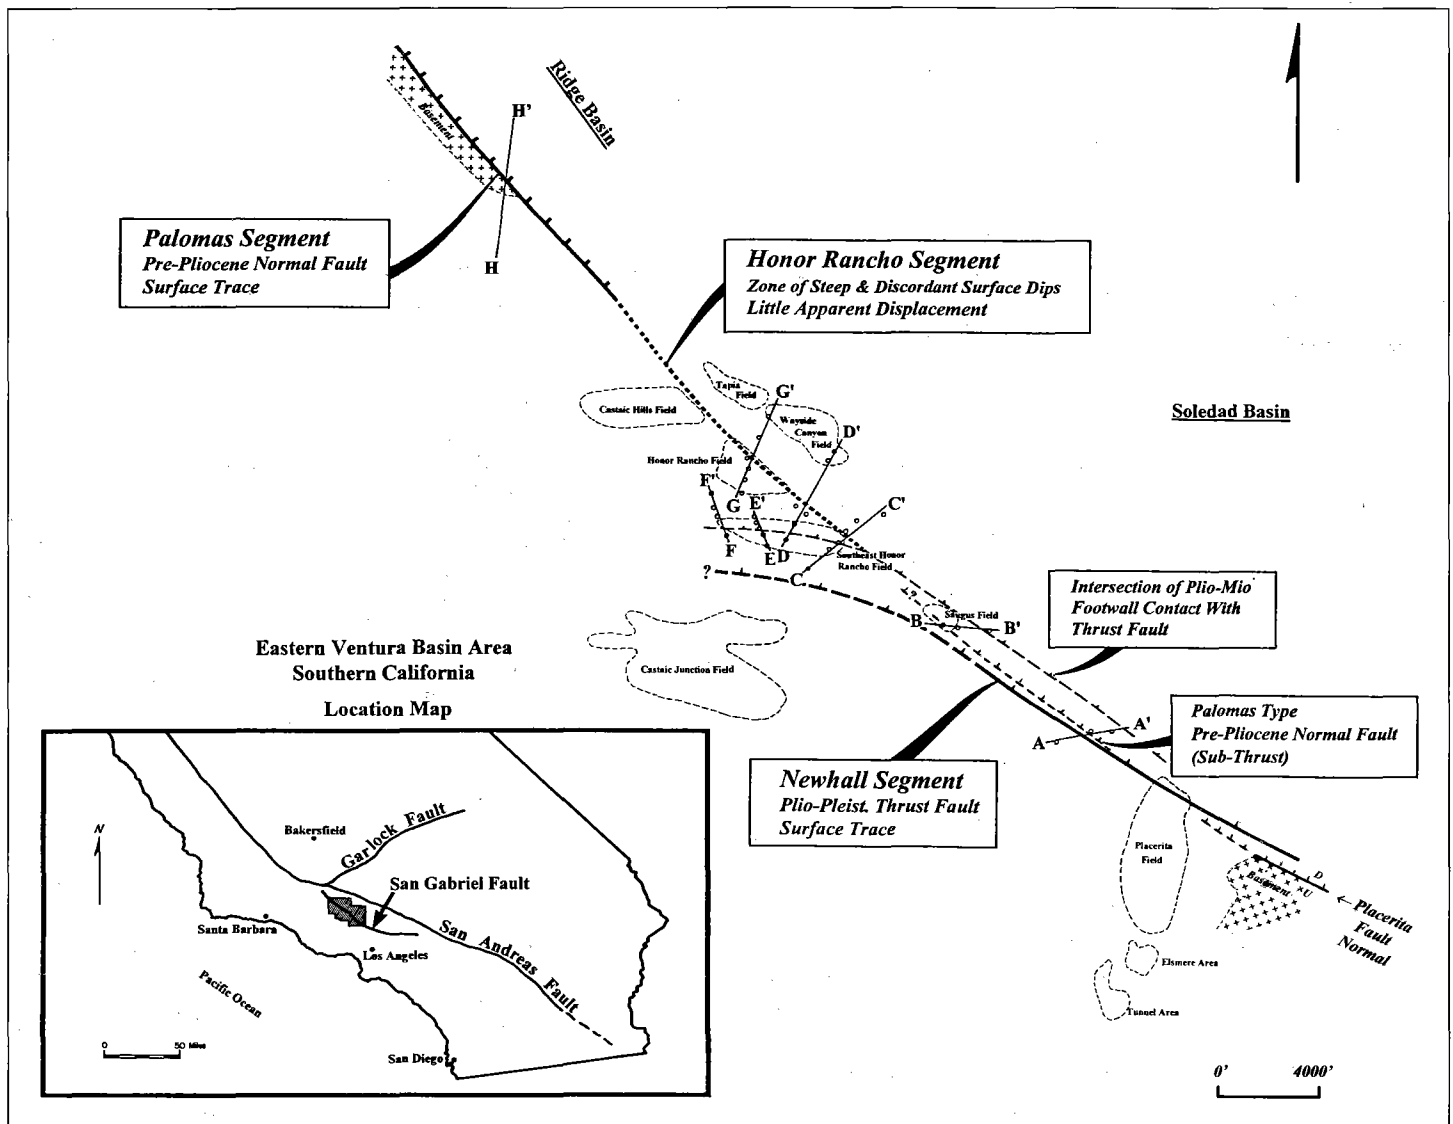 Ridge Basin
H'
Basement
H
Palomas Segment
Pre-Pliocene Normal Fault
Surface Trace
Honor Rancho Segment
Zone of Steep & Discordant Surface Dips
Little Apparent Displacement
Tapia
Field
G'
Castaic Hills Field
Wayside
Canyon
Field
D'
Soledad Basin
Honor Rancho Field
F'
G
E'
C'
F
E
D
Southeast Honor
Rancho Field
C
?
?
Saugus Field
B
B'
Intersection of Plio-Mio
Footwall Contact With
Thrust Fault
Castaic Junction Field
Eastern Ventura Basin Area
Southern California
Location Map
A
A'
Palomas Type
Pre-Pliocene Normal Fault
(Sub-Thrust)
Newhall Segment
Plio-Pleist. Thrust Fault
Surface Trace
Placerita
Field
Basement
U
D
Placerita
Fault
Normal
Elsmere Area
Tunnel Area
0' 4000'
N
Bakersfield
Garlock Fault
San Gabriel Fault
San Andreas Fault
Santa Barbara
Los Angeles
Pacific Ocean
0 50 Miles
San Diego